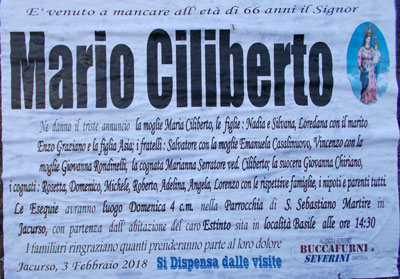 E' venuto a mancare all' età di 66 anni il Signor
Mario Ciliberto
Ne danno il triste annuncio la moglie Maria Ciliberto, le figlie : Nadia e Silvana, Loredana con il marito
Enzo Graziano e la figlia Asia; i fratelli : Salvatore con la moglie Emanuela Casalinuovo, Vincenzo con la
moglie Giovanna Rondinelli, la cognata Marianna Serratore ved. Ciliberto; la suocera Giovanna Chiriano,
i cognati : Rosetta, Domenico, Michele, Roberto, Adelina, Angela, Lorenzo con le rispettive famiglie, i nipoti e parenti tutti
Le Esequie avranno luogo Domenica 4 c.m. nella Parrocchia di S. Sebastiano Martire in
Jacurso, con partenza dall' abitazione del caro Estinto sita in località Basile alle ore 14:30
I familiari ringraziano quanti prenderanno parte al loro dolore
Jacurso, 3 Febbraio 2018 Si Dispensa dalle visite
BUCCAFURNI &
SEVERINI